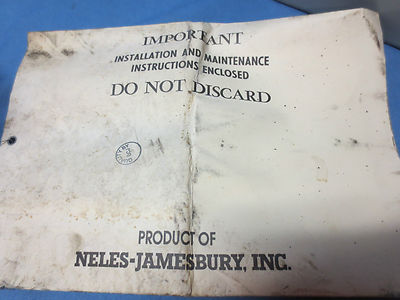 IMPORTANT
INSTALLATION AND MAINTENANCE
INSTRUCTIONS ENCLOSED
DO NOT DISCARD
PRODUCT OF
NELES-JAMESBURY, INC.